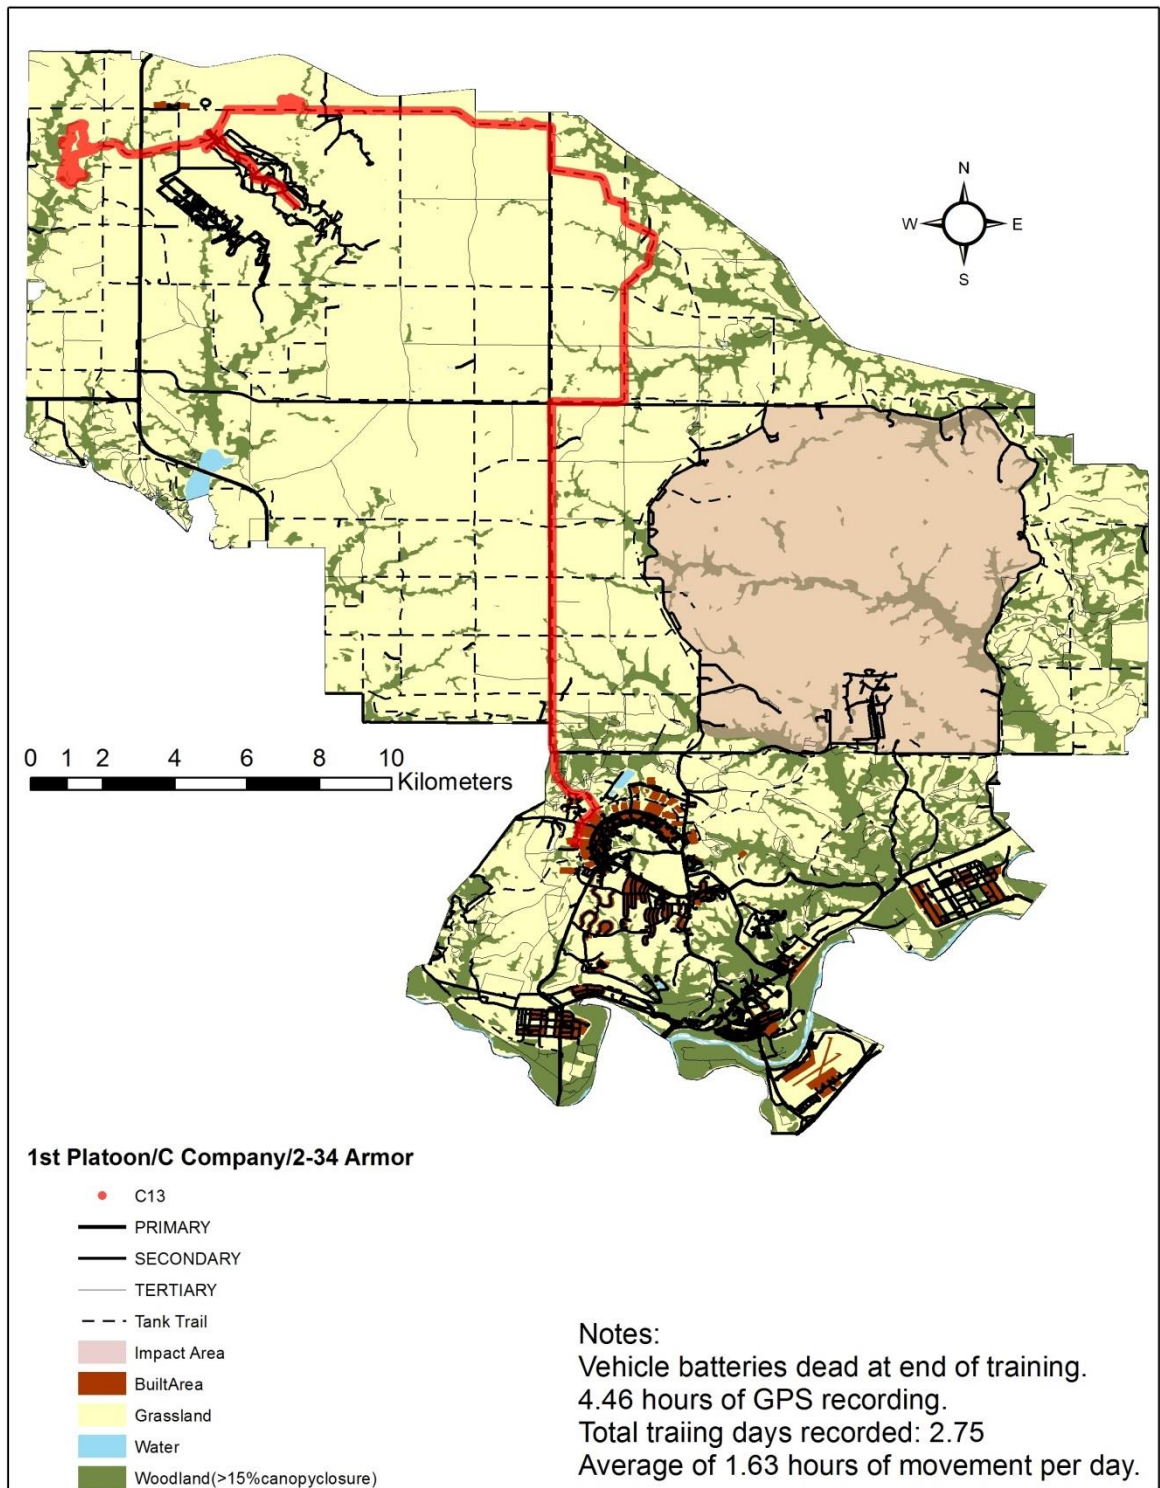 N
W E
S
0 1 2 4 6 8 10
Kilometers
1st Platoon/C Company/2-34 Armor
C13
PRIMARY
SECONDARY
TERTIARY
Tank Trail
Impact Area
BuiltArea
Grassland
Water
Woodland(>15%canopyclosure)
Notes:
Vehicle batteries dead at end of training.
4.46 hours of GPS recording.
Total traiing days recorded: 2.75
Average of 1.63 hours of movement per day.